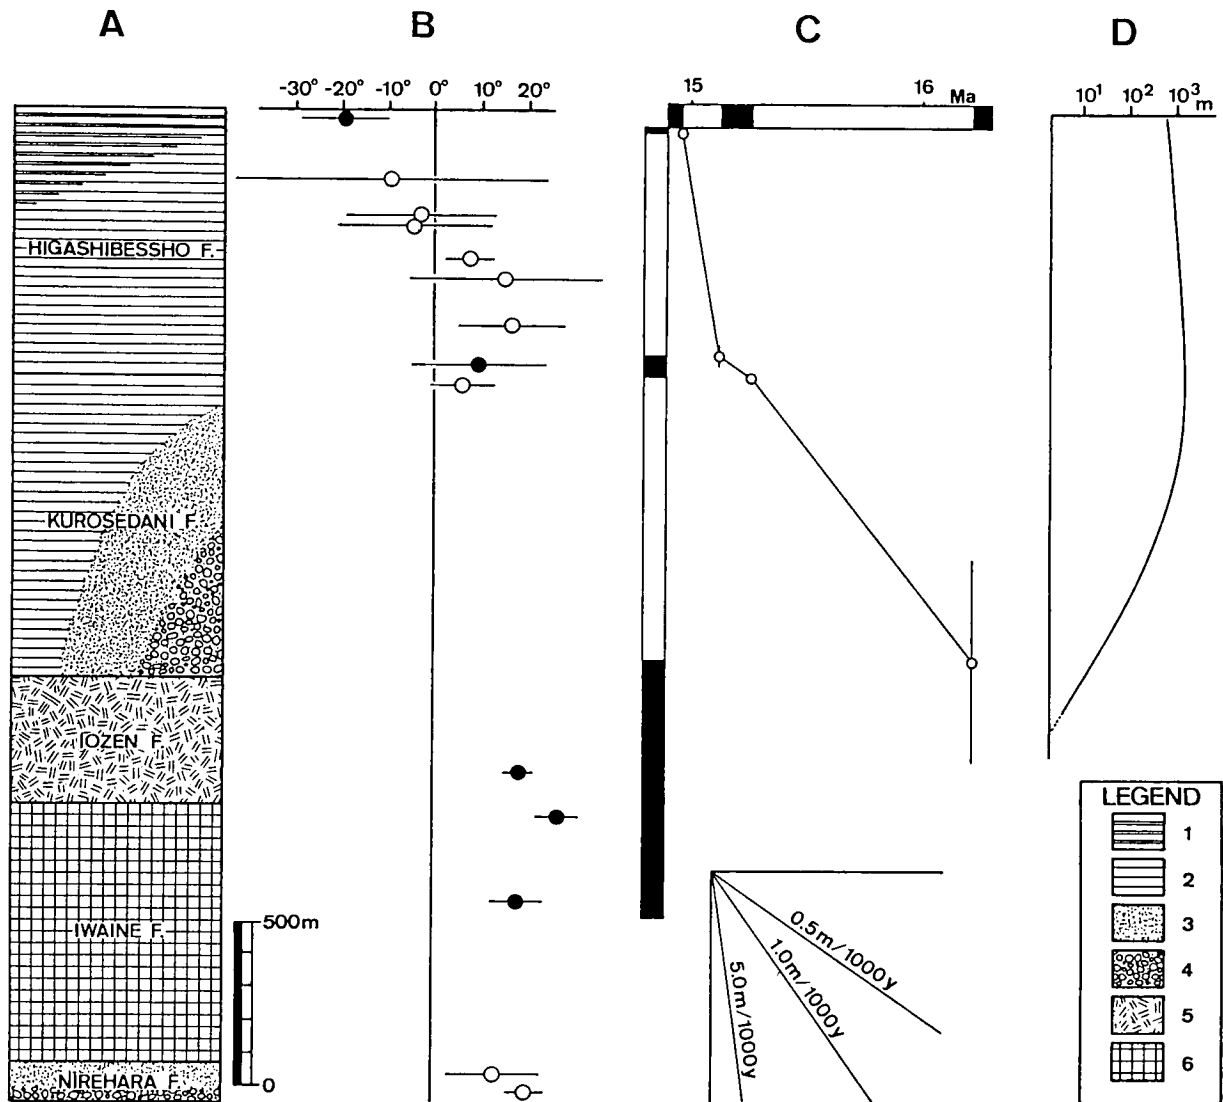 A B C D
-30° -20° -10° 0° 10° 20°
15 16 Ma
10¹ 10² 10³ m
HIGASHIBESSHO F.
KUROSEDANI F.
IOZEN F.
IWAINE F.
NIREHARA F.
500m
0
0.5m/1000y
1.0m/1000y
5.0m/1000y
LEGEND
1
2
3
4
5
6